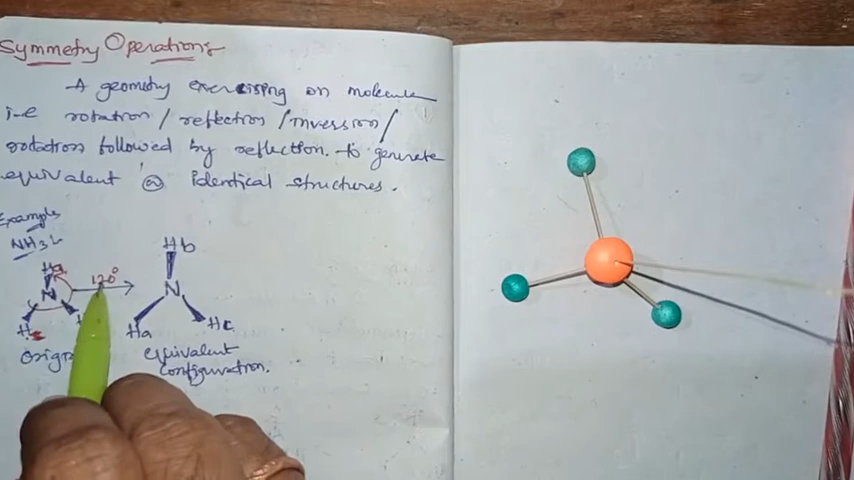 Symmetry Operations
A geometry exercising on molecule
i-e rotation / reflection / inversion /
rotation followed by reflection. to generate
equivalent (or) identical structures.
Example
NH3
Hb
Ha
120°
N
N
Ha
Hc
Equivalent
Configuration.